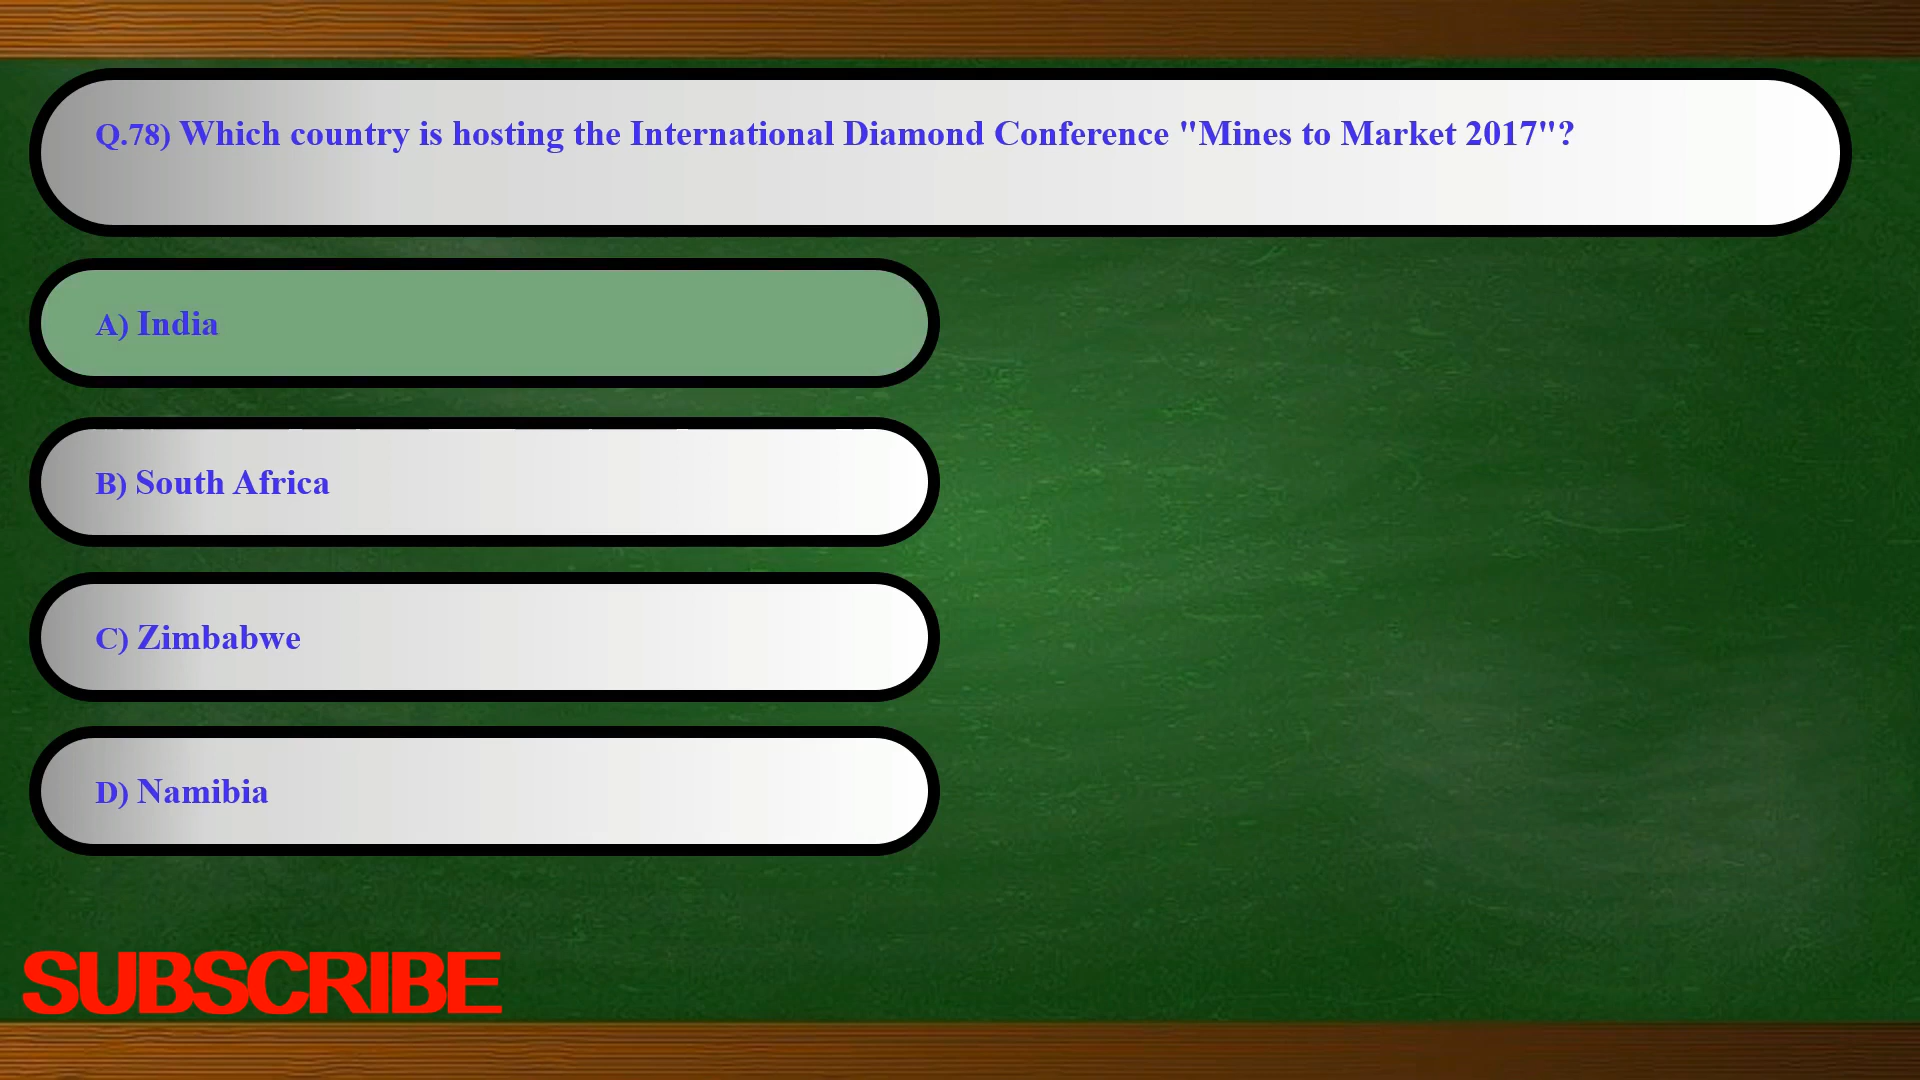 Q.78) Which country is hosting the International Diamond Conference "Mines to Market 2017"?
A) India
B) South Africa
C) Zimbabwe
D) Namibia
SUBSCRIBE